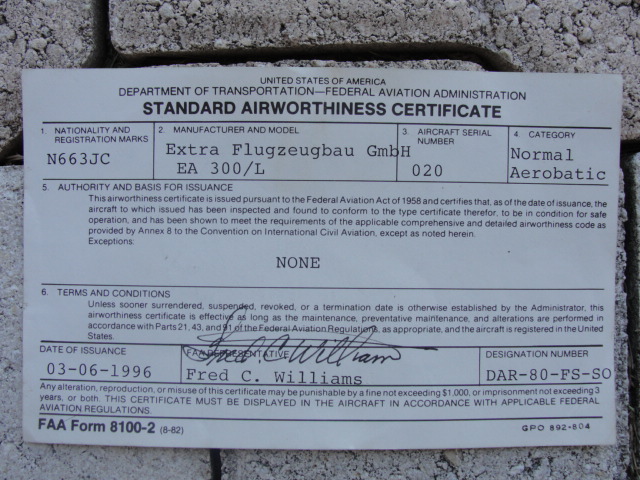 UNITED STATES OF AMERICA
DEPARTMENT OF TRANSPORTATION—FEDERAL AVIATION ADMINISTRATION
STANDARD AIRWORTHINESS CERTIFICATE
1. NATIONALITY AND REGISTRATION MARKS
N663JC
2. MANUFACTURER AND MODEL
Extra Flugzeugbau GmbH
EA 300/L
3. AIRCRAFT SERIAL NUMBER
020
4. CATEGORY
Normal
Aerobatic
5. AUTHORITY AND BASIS FOR ISSUANCE
This airworthiness certificate is issued pursuant to the Federal Aviation Act of 1958 and certifies that, as of the date of issuance, the
aircraft to which issued has been inspected and found to conform to the type certificate therefor, to be in condition for safe
operation, and has been shown to meet the requirements of the applicable comprehensive and detailed airworthiness code as
provided by Annex 8 to the Convention on International Civil Aviation, except as noted herein.
Exceptions:
NONE
6. TERMS AND CONDITIONS
Unless sooner surrendered, suspended, revoked, or a termination date is otherwise established by the Administrator, this
airworthiness certificate is effective as long as the maintenance, preventative maintenance, and alterations are performed in
accordance with Parts 21, 43, and 91 of the Federal Aviation Regulations, as appropriate, and the aircraft is registered in the United
States.
DATE OF ISSUANCE
03-06-1996
FAA REPRESENTATIVE
Fred C. Williams
Fred C. Williams
DESIGNATION NUMBER
DAR-80-FS-SO
Any alteration, reproduction, or misuse of this certificate may be punishable by a fine not exceeding $1,000, or imprisonment not exceeding 3
years, or both. THIS CERTIFICATE MUST BE DISPLAYED IN THE AIRCRAFT IN ACCORDANCE WITH APPLICABLE FEDERAL
AVIATION REGULATIONS.
FAA Form 8100-2 (8-82)
GPO 892-804